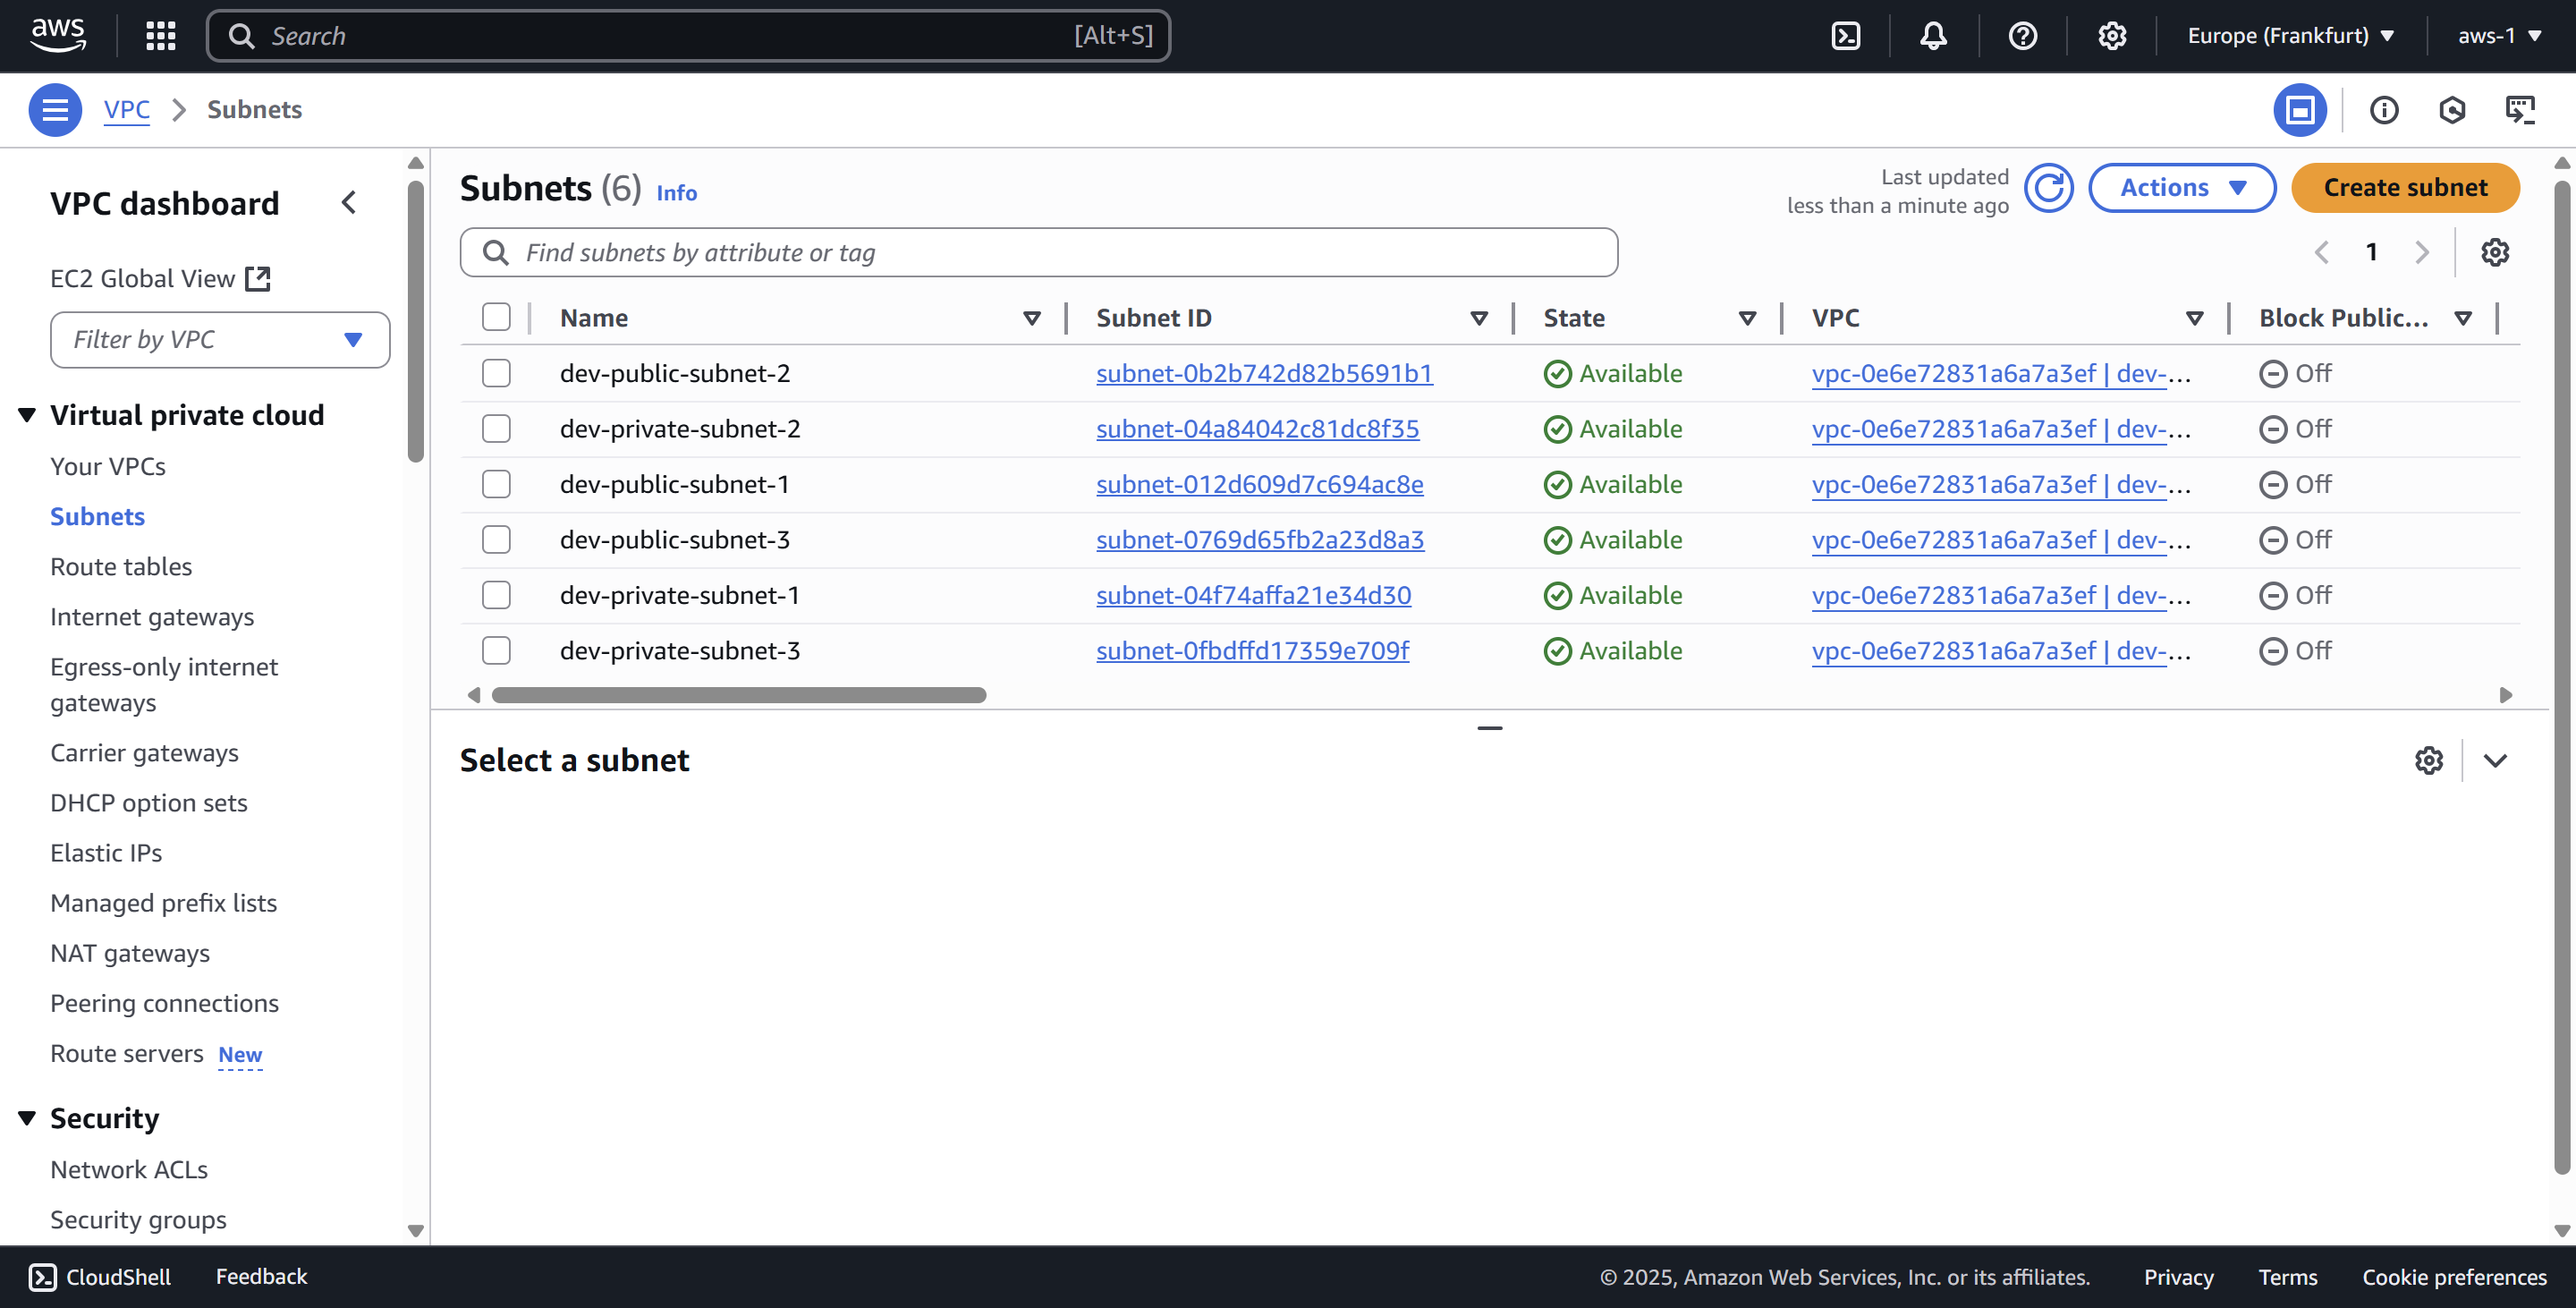 aws
Search [Alt+S]
Europe (Frankfurt)
aws-1
VPC
Subnets
VPC dashboard
EC2 Global View
Filter by VPC
Virtual private cloud
Your VPCs
Subnets
Route tables
Internet gateways
Egress-only internet
gateways
Carrier gateways
DHCP option sets
Elastic IPs
Managed prefix lists
NAT gateways
Peering connections
Route servers New
Security
Network ACLs
Security groups
Subnets (6) Info
Last updated
less than a minute ago
Actions
Create subnet
Find subnets by attribute or tag
1
Name Subnet ID State VPC Block Public...
dev-public-subnet-2 subnet-0b2b742d82b5691b1 Available vpc-0e6e72831a6a7a3ef | dev-... Off
dev-private-subnet-2 subnet-04a84042c81dc8f35 Available vpc-0e6e72831a6a7a3ef | dev-... Off
dev-public-subnet-1 subnet-012d609d7c694ac8e Available vpc-0e6e72831a6a7a3ef | dev-... Off
dev-public-subnet-3 subnet-0769d65fb2a23d8a3 Available vpc-0e6e72831a6a7a3ef | dev-... Off
dev-private-subnet-1 subnet-04f74affa21e34d30 Available vpc-0e6e72831a6a7a3ef | dev-... Off
dev-private-subnet-3 subnet-0fbdffd17359e709f Available vpc-0e6e72831a6a7a3ef | dev-... Off
Select a subnet
CloudShell Feedback © 2025, Amazon Web Services, Inc. or its affiliates. Privacy Terms Cookie preferences